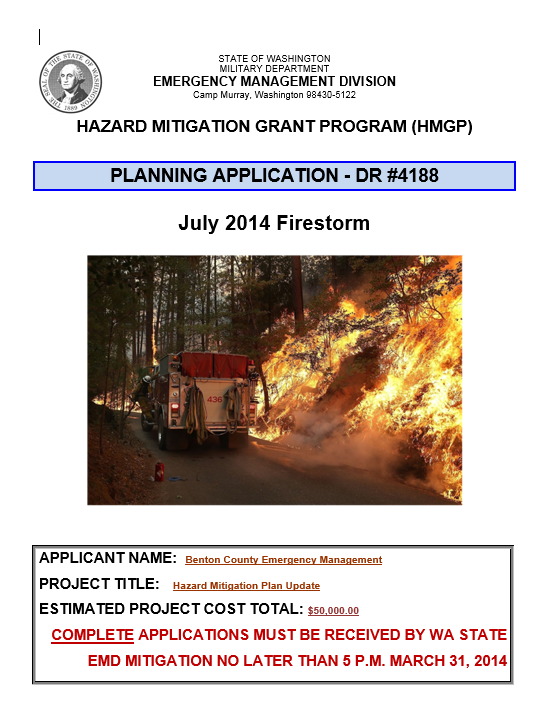 STATE OF WASHINGTON
MILITARY DEPARTMENT
EMERGENCY MANAGEMENT DIVISION
Camp Murray, Washington 98430-5122
THE SEAL OF THE STATE OF WASHINGTON
1889
HAZARD MITIGATION GRANT PROGRAM (HMGP)
PLANNING APPLICATION - DR #4188
July 2014 Firestorm
436
APPLICANT NAME: Benton County Emergency Management
PROJECT TITLE: Hazard Mitigation Plan Update
ESTIMATED PROJECT COST TOTAL: $50,000.00
COMPLETE APPLICATIONS MUST BE RECEIVED BY WA STATE
EMD MITIGATION NO LATER THAN 5 P.M. MARCH 31, 2014